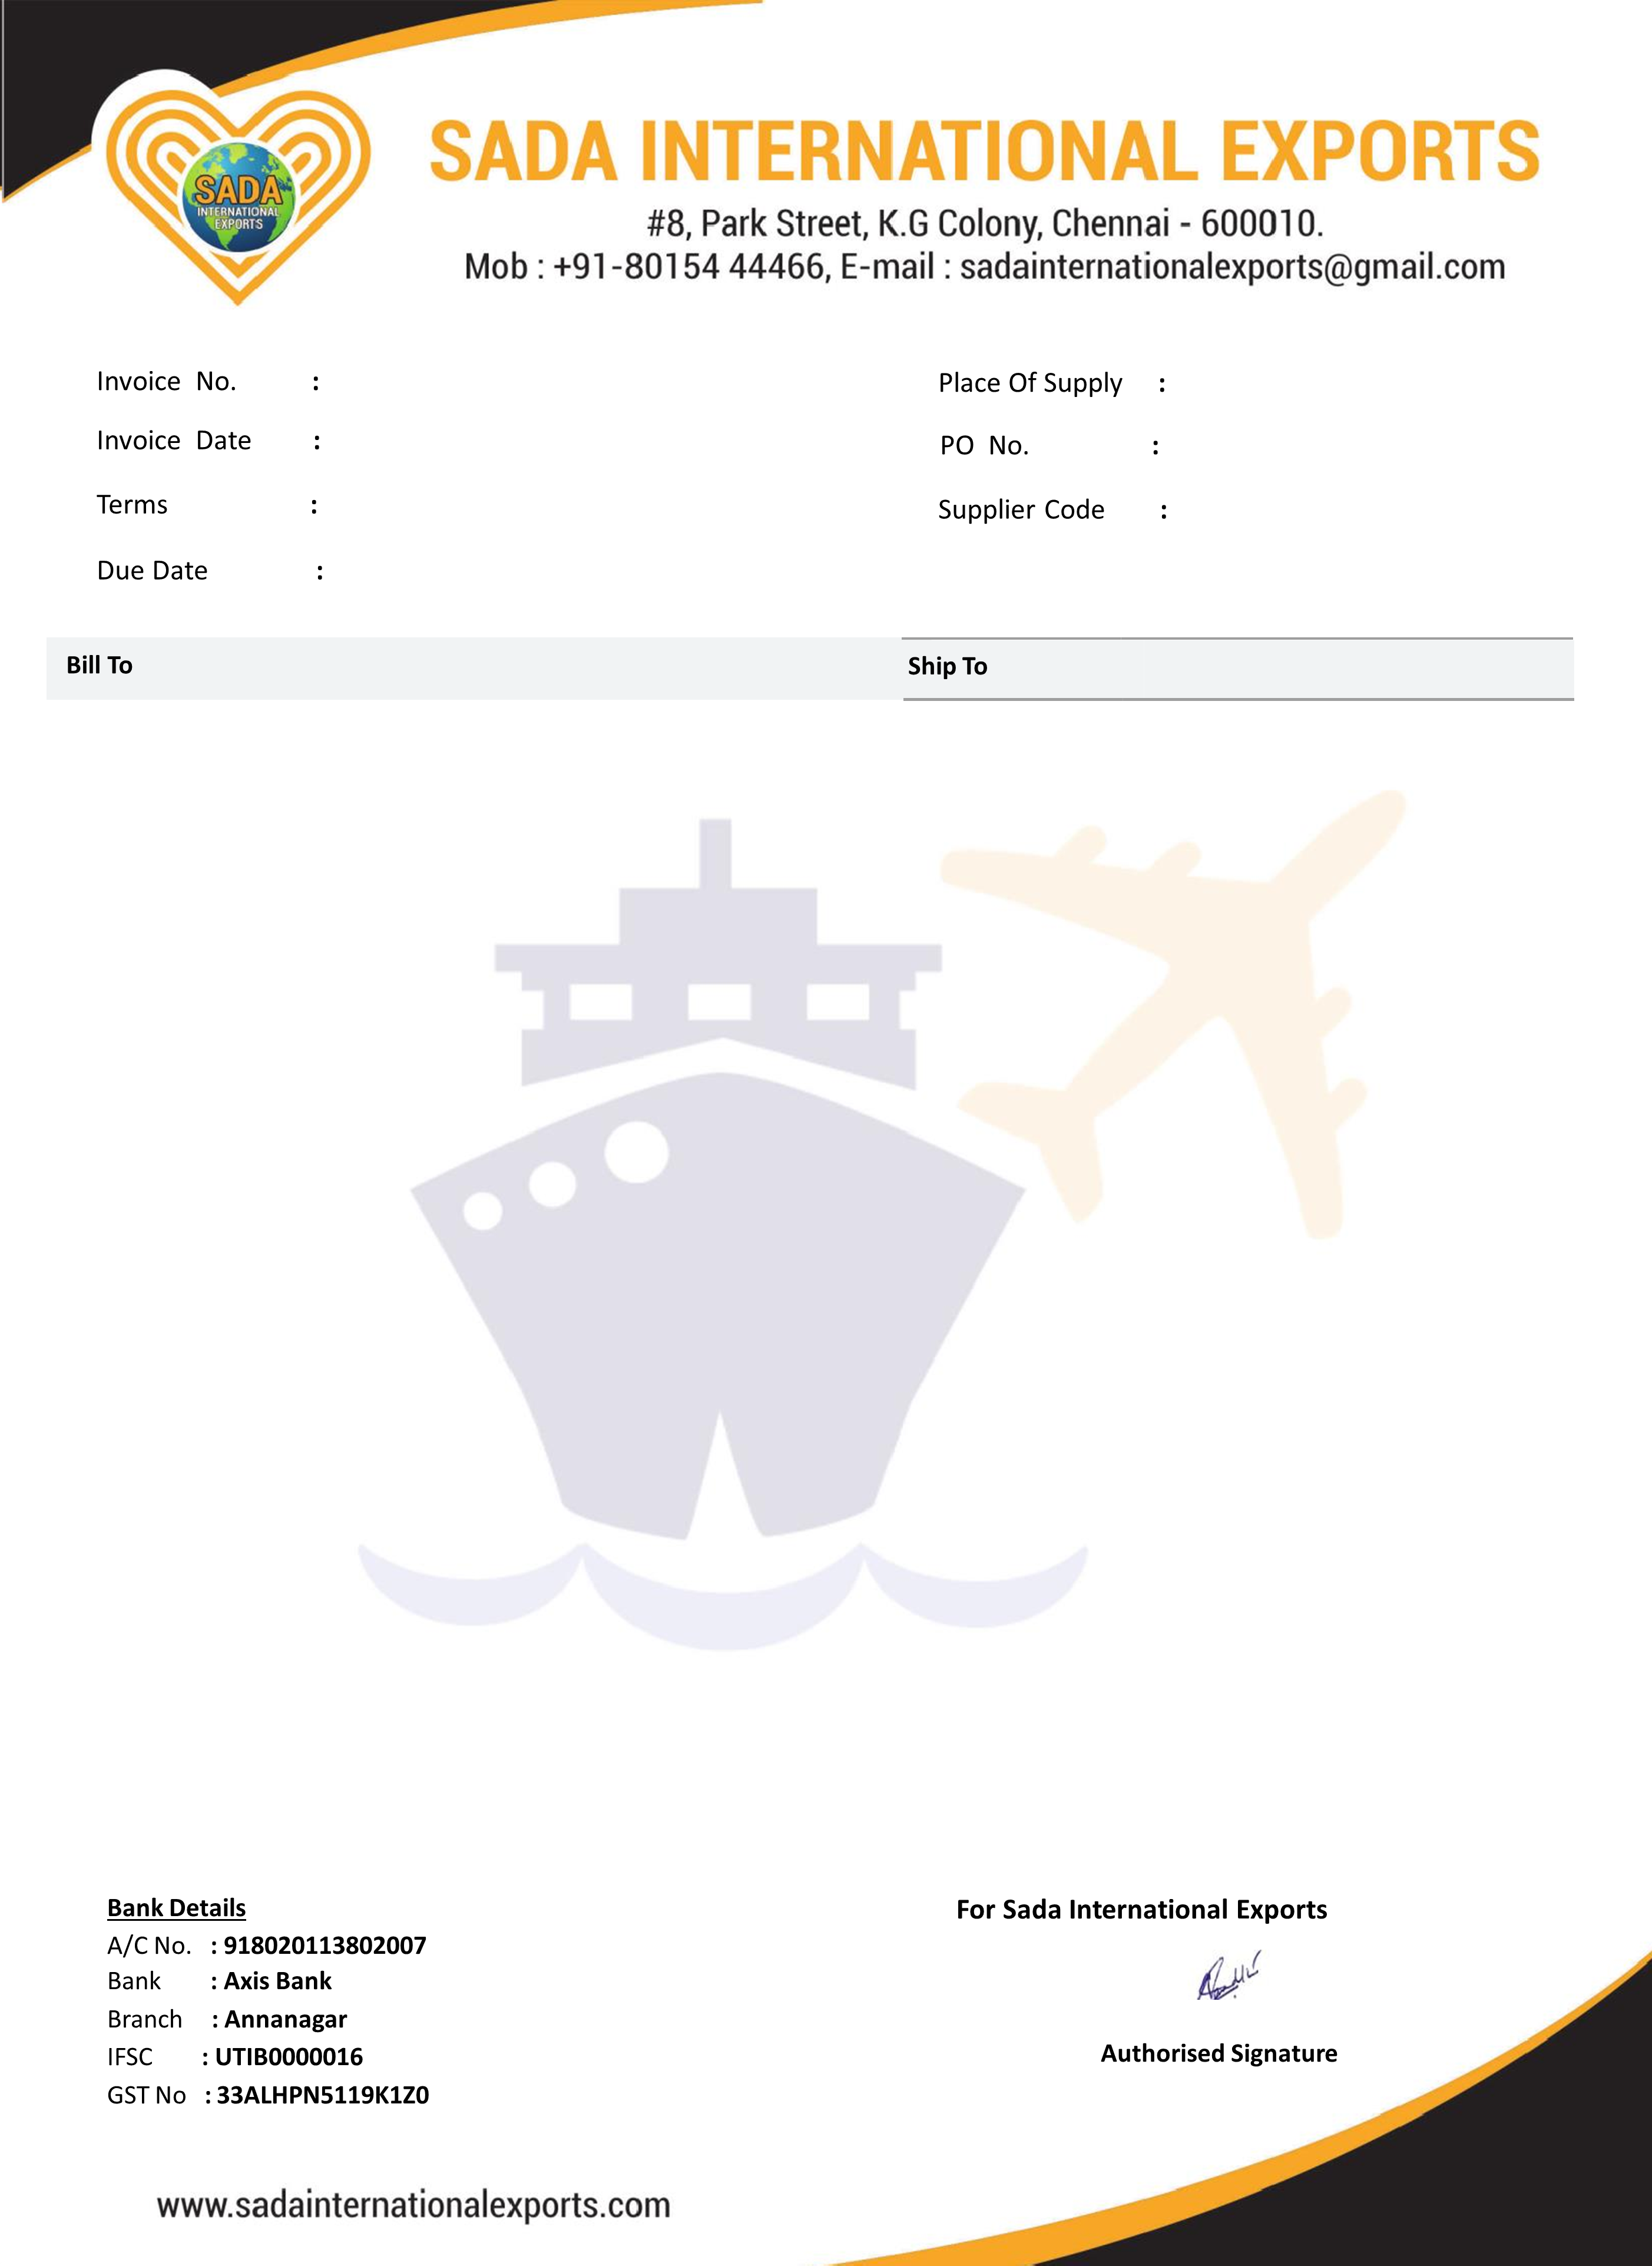 SADA
INTERNATIONAL
EXPORTS
SADA INTERNATIONAL EXPORTS
#8, Park Street, K.G Colony, Chennai - 600010.
Mob : +91-80154 44466, E-mail : sadainternationalexports@gmail.com
Invoice No. :
Place Of Supply :
Invoice Date :
PO No. :
Terms :
Supplier Code :
Due Date :
Bill To
Ship To
Bank Details
A/C No. : 918020113802007
Bank : Axis Bank
Branch : Annanagar
IFSC : UTIB0000016
GST No : 33ALHPN5119K1Z0
For Sada International Exports
Authorised Signature
www.sadainternationalexports.com